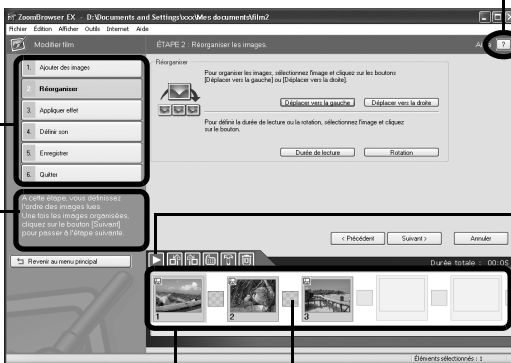 ZoomBrowser EX - D:\Documents and Settings\xxx\Mes documents\film2
Fichier Édition Afficher Outils Internet Aide
Modifier film
ÉTAPE 2 : Réorganiser les images.
?
1. Ajouter des images
2. Réorganiser
3. Appliquer effet
4. Définir son
5. Enregistrer
6. Quitter
A cette étape, vous définissez
l'ordre des images lues.
Une fois les images organisées,
cliquez sur le bouton [Suivant]
pour passer à l'étape suivante.
Revenir au menu principal
Réorganiser
Pour organiser les images, sélectionnez l'image et cliquez sur les boutons
[Déplacer vers la gauche] ou [Déplacer vers la droite].
Déplacer vers la gauche
Déplacer vers la droite
Pour définir la durée de lecture ou la rotation, sélectionnez l'image et cliquez
sur le bouton.
Durée de lecture
Rotation
< Précédent
Suivant >
Annuler
Durée totale : 00:05
1
2
3
Éléments sélectionnés : 1